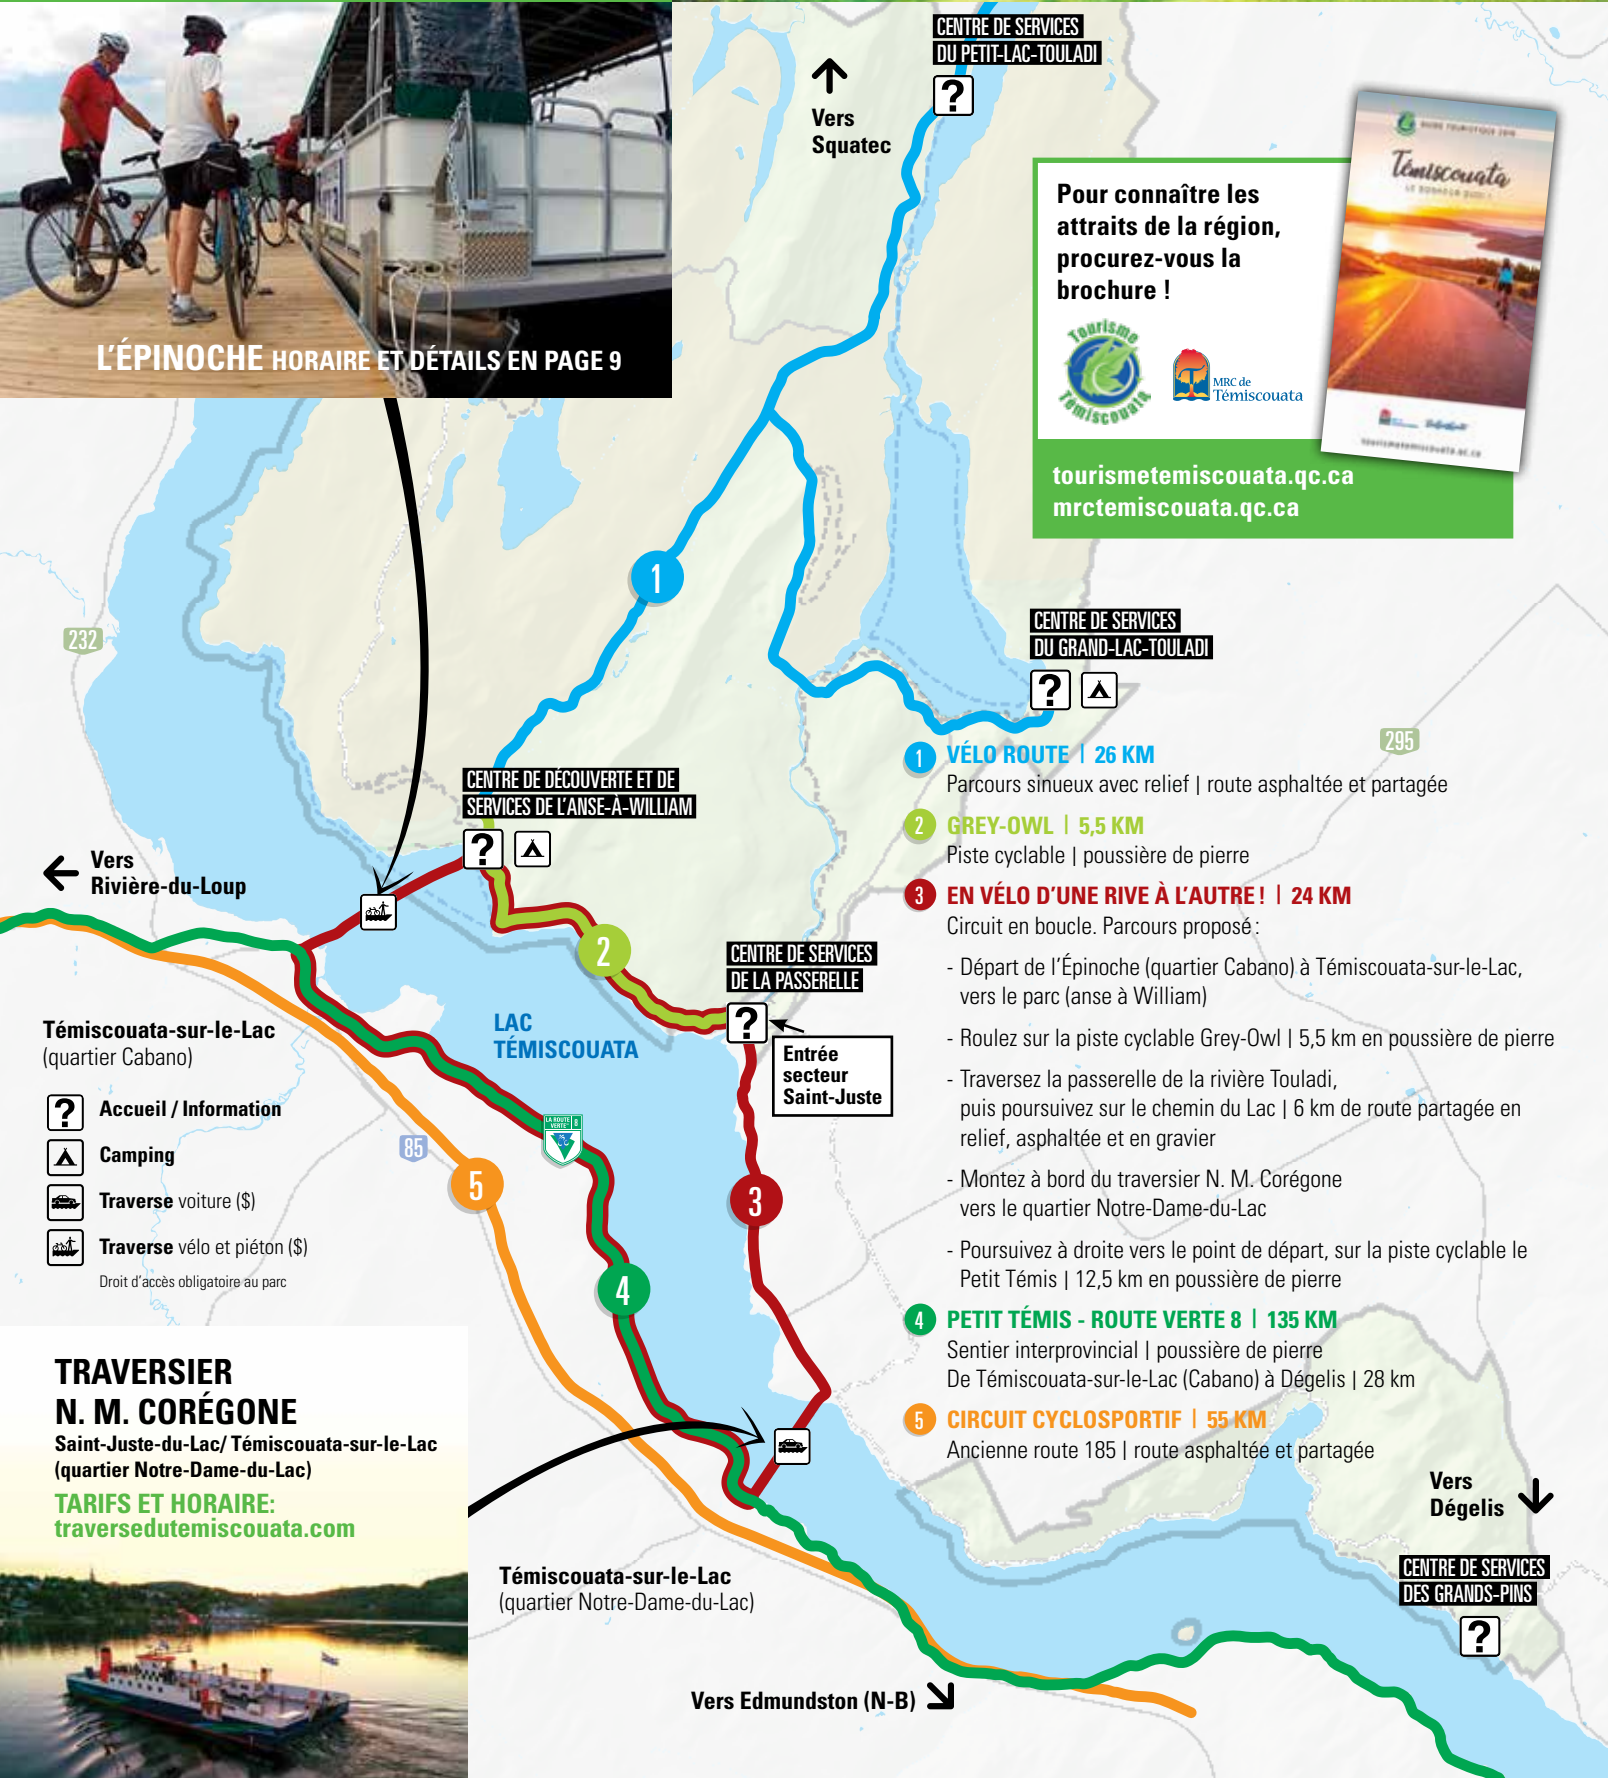 L'ÉPINOCHE HORAIRE ET DÉTAILS EN PAGE 9
CENTRE DE SERVICES
DU PETIT-LAC-TOULADI
?
Vers
Squatec
Pour connaître les
attraits de la région,
procurez-vous la
brochure !
Tourisme
Témiscouata
MRC de
Témiscouata
tourismetemiscouata.qc.ca
mrctemiscouata.qc.ca
GUIDE TOURISTIQUE
Témiscouata
tourismetemiscouata.qc.ca
1
232
CENTRE DE SERVICES
DU GRAND-LAC-TOULADI
?
295
CENTRE DE DÉCOUVERTE ET DE
SERVICES DE L'ANSE-À-WILLIAM
?
Vers
Rivière-du-Loup
2
CENTRE DE SERVICES
DE LA PASSERELLE
?
Entrée
secteur
Saint-Juste
LAC
TÉMISCOUATA
Témiscouata-sur-le-Lac
(quartier Cabano)
? Accueil / Information
Camping
Traverse voiture ($)
Traverse vélo et piéton ($)
Droit d'accès obligatoire au parc
85
LA ROUTE
VERTE 8
5
3
4
1 VÉLO ROUTE | 26 KM
Parcours sinueux avec relief | route asphaltée et partagée
2 GREY-OWL | 5,5 KM
Piste cyclable | poussière de pierre
3 EN VÉLO D'UNE RIVE À L'AUTRE ! | 24 KM
Circuit en boucle. Parcours proposé :
- Départ de l'Épinoche (quartier Cabano) à Témiscouata-sur-le-Lac,
vers le parc (anse à William)
- Roulez sur la piste cyclable Grey-Owl | 5,5 km en poussière de pierre
- Traversez la passerelle de la rivière Touladi,
puis poursuivez sur le chemin du Lac | 6 km de route partagée en
relief, asphaltée et en gravier
- Montez à bord du traversier N. M. Corégone
vers le quartier Notre-Dame-du-Lac
- Poursuivez à droite vers le point de départ, sur la piste cyclable le
Petit Témis | 12,5 km en poussière de pierre
4 PETIT TÉMIS - ROUTE VERTE 8 | 135 KM
Sentier interprovincial | poussière de pierre
De Témiscouata-sur-le-Lac (Cabano) à Dégelis | 28 km
5 CIRCUIT CYCLOSPORTIF | 55 KM
Ancienne route 185 | route asphaltée et partagée
TRAVERSIER
N. M. CORÉGONE
Saint-Juste-du-Lac/ Témiscouata-sur-le-Lac
(quartier Notre-Dame-du-Lac)
TARIFS ET HORAIRE:
traversedutemiscouata.com
Témiscouata-sur-le-Lac
(quartier Notre-Dame-du-Lac)
Vers
Dégelis
CENTRE DE SERVICES
DES GRANDS-PINS
?
Vers Edmundston (N-B)